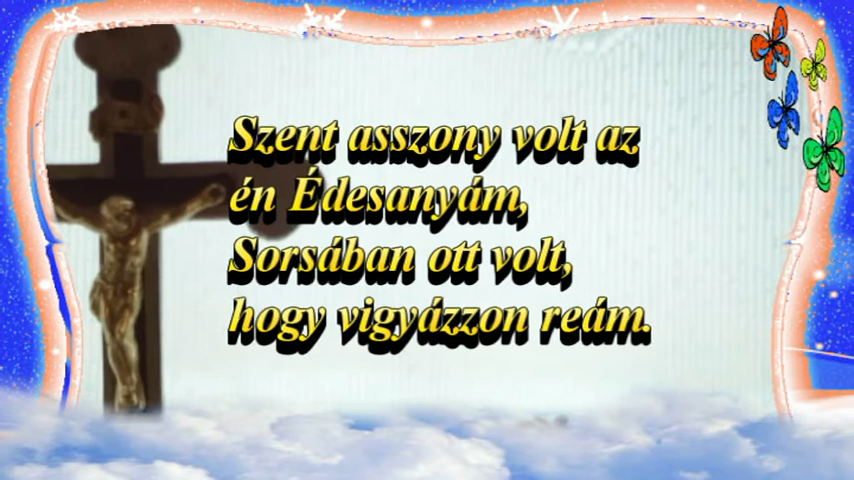 Szent asszony volt az
én Édesanyám,
Sorsában ott volt,
hogy vigyázzon reám.